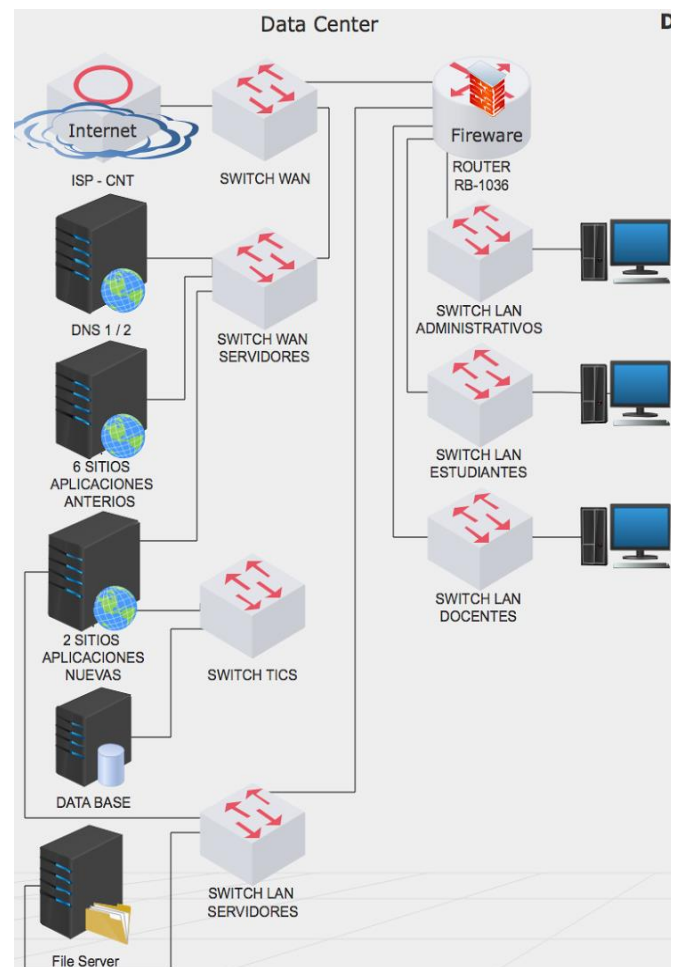 Data Center
D
Internet
Fireware
ISP - CNT
SWITCH WAN
ROUTER
RB-1036
DNS 1 / 2
SWITCH WAN
SERVIDORES
SWITCH LAN
ADMINISTRATIVOS
6 SITIOS
APLICACIONES
ANTERIOS
SWITCH LAN
ESTUDIANTES
2 SITIOS
APLICACIONES
NUEVAS
SWITCH TICS
SWITCH LAN
DOCENTES
DATA BASE
SWITCH LAN
SERVIDORES
File Server